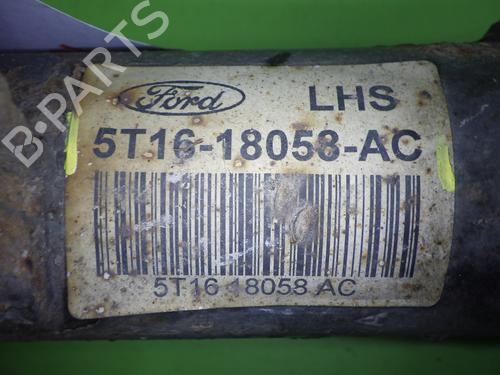 Ford LHS
5T16-18058-AC
5T16 18058 AC
B-PARTS